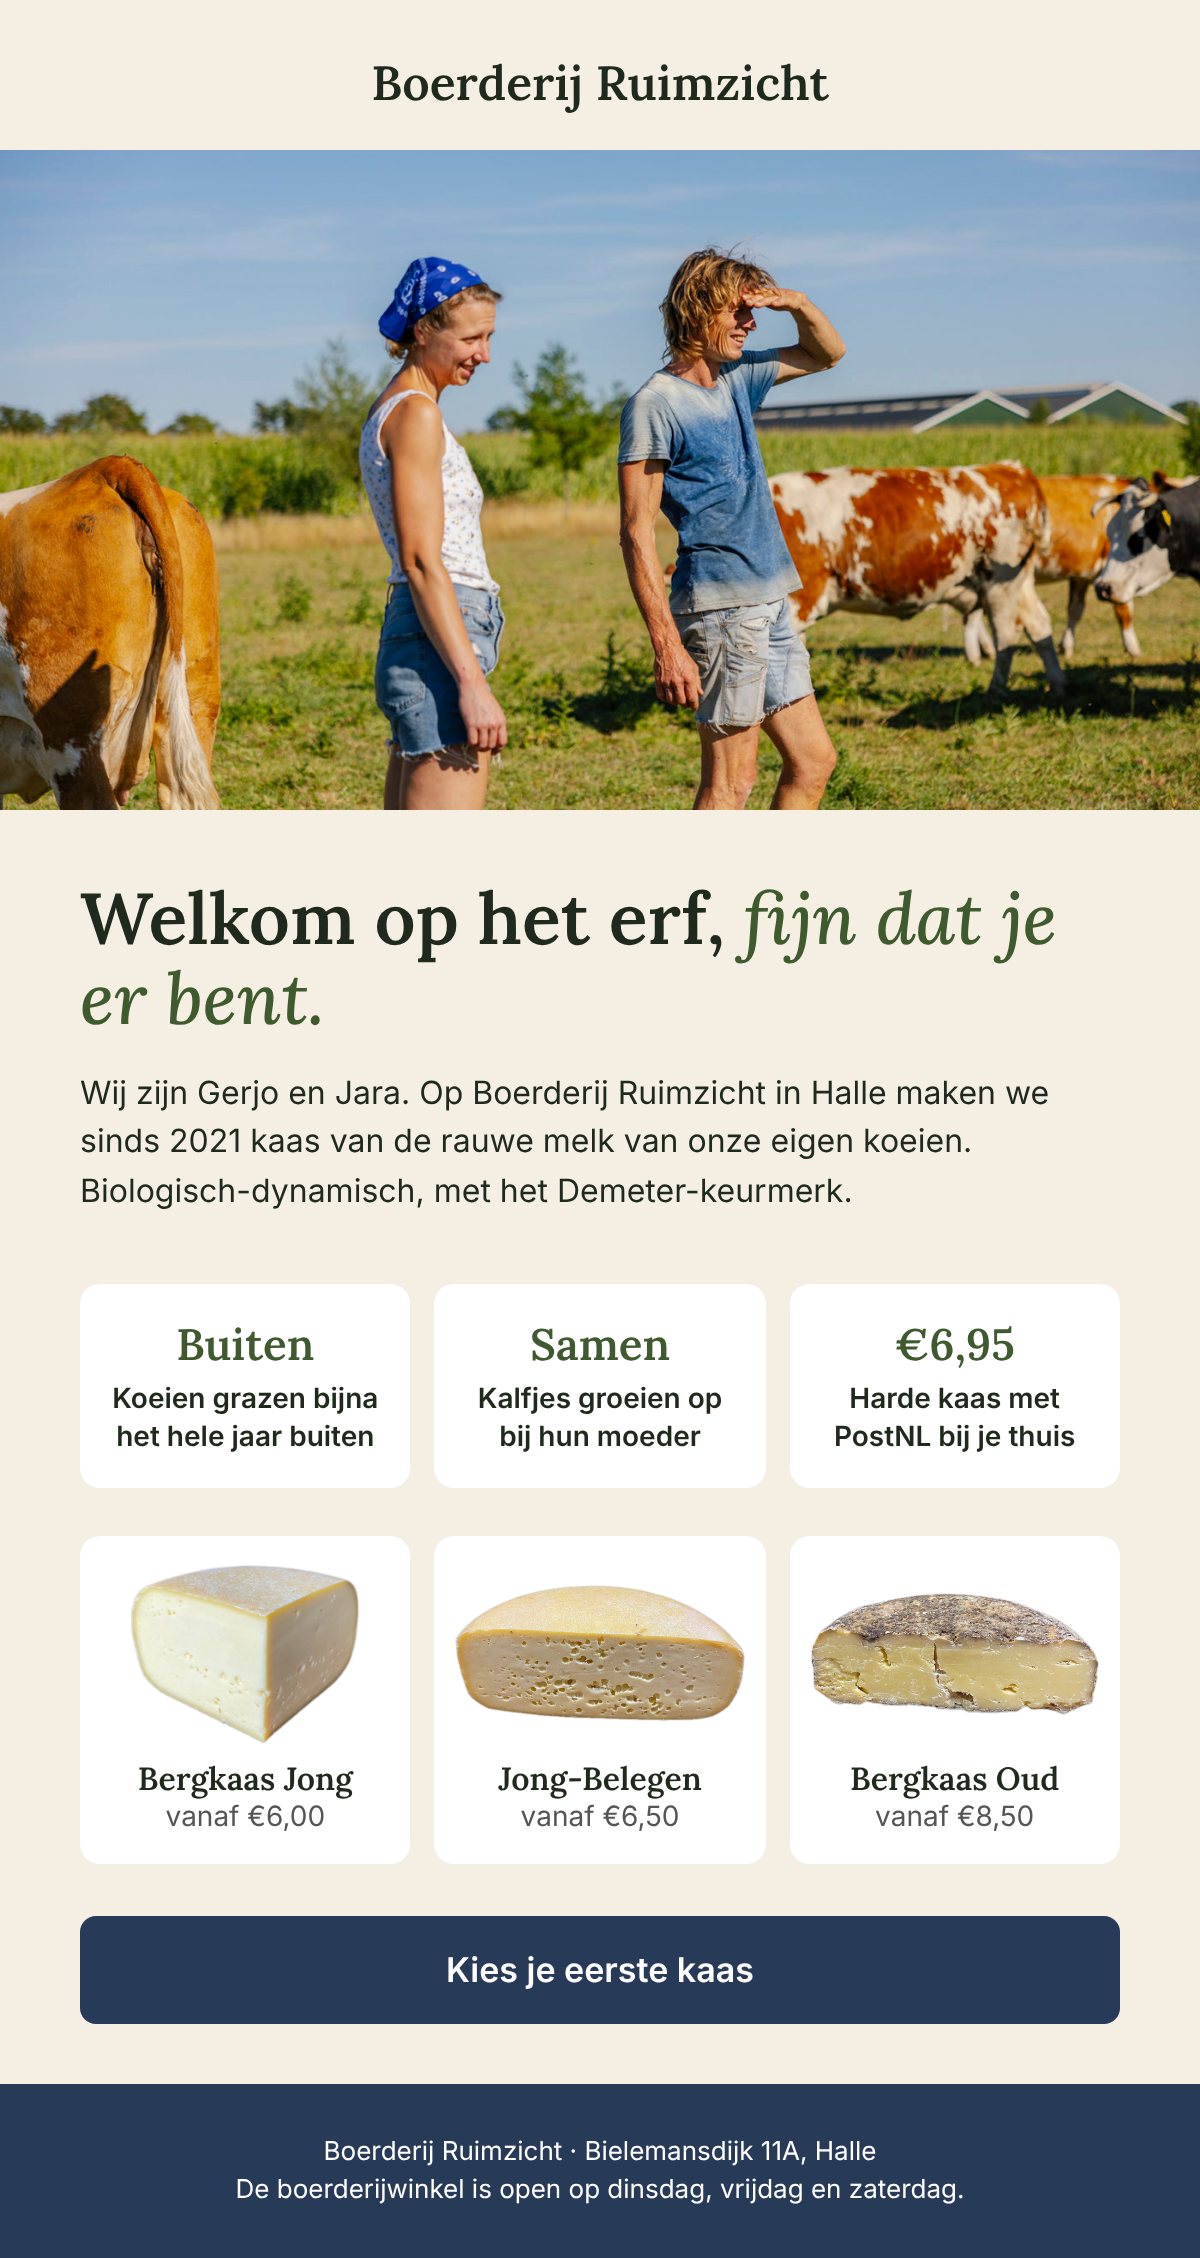 Boerderij Ruimzicht
Welkom op het erf, fijn dat je
er bent.
Wij zijn Gerjo en Jara. Op Boerderij Ruimzicht in Halle maken we
sinds 2021 kaas van de rauwe melk van onze eigen koeien.
Biologisch-dynamisch, met het Demeter-keurmerk.
Buiten
Koeien grazen bijna
het hele jaar buiten
Samen
Kalfjes groeien op
bij hun moeder
€6,95
Harde kaas met
PostNL bij je thuis
Bergkaas Jong
vanaf €6,00
Jong-Belegen
vanaf €6,50
Bergkaas Oud
vanaf €8,50
Kies je eerste kaas
Boerderij Ruimzicht · Bielemansdijk 11A, Halle
De boerderijwinkel is open op dinsdag, vrijdag en zaterdag.